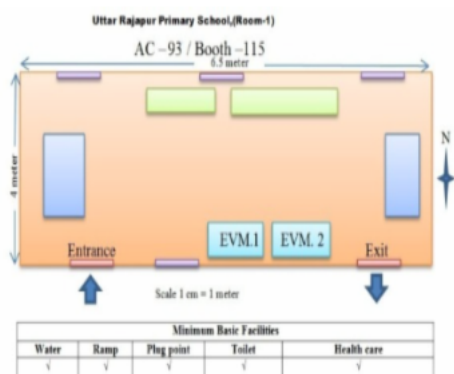 Uttar Rajapur Primary School,(Room-1)
AC –93 / Booth –115
6.5 meter
4 meter
N
EVM.1 EVM. 2
Entrance Exit
Scale 1 cm = 1 meter
Minimum Basic Facilities
Water Ramp Plug point Toilet Health care
√ √ √ √ √